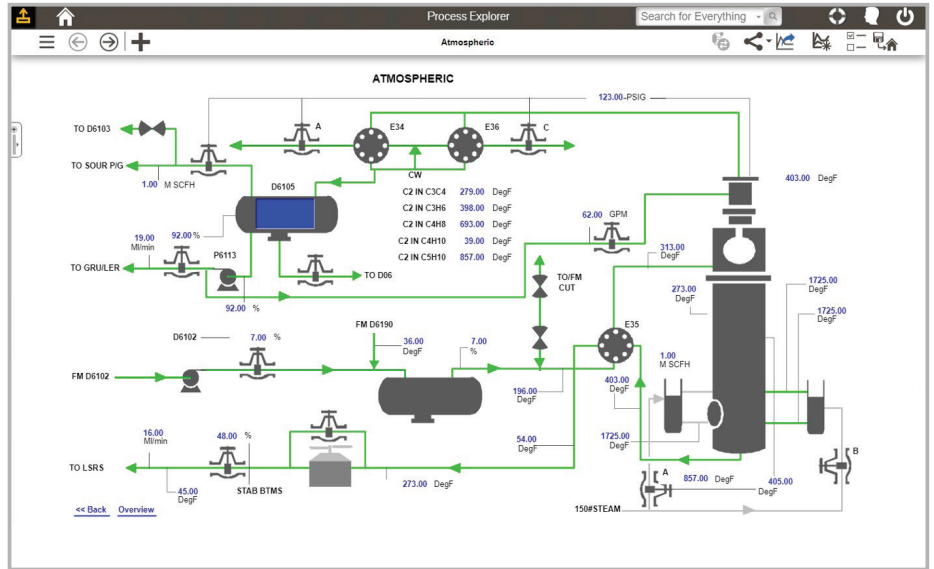 Process Explorer
Search for Everything
Atmospheric
ATMOSPHERIC
123.00 PSIG
TO D6103
A
E34
E36
C
TO SOUR P/G
1.00 M SCFH
CW
D6105
403.00 DegF
C2 IN C3C4 279.00 DegF
C2 IN C3H6 398.00 DegF
C2 IN C4H8 693.00 DegF
C2 IN C4H10 39.00 DegF
C2 IN C5H10 857.00 DegF
62.00 GPM
19.00
Ml/min
92.00 %
P6113
313.00
DegF
TO GRU/LER
TO D06
TO/FM
CUT
273.00
DegF
1725.00
DegF
1725.00
DegF
92.00 %
D6102
7.00 %
FM D6190
36.00
DegF
7.00
%
E35
1.00
M SCFH
FM D6102
196.00
DegF
403.00
DegF
16.00
Ml/min
48.00 %
54.00
DegF
1725.00
DegF
B
TO LSRS
45.00
DegF
STAB BTMS
273.00 DegF
A
857.00 DegF
405.00
DegF
150#STEAM
<< Back Overview